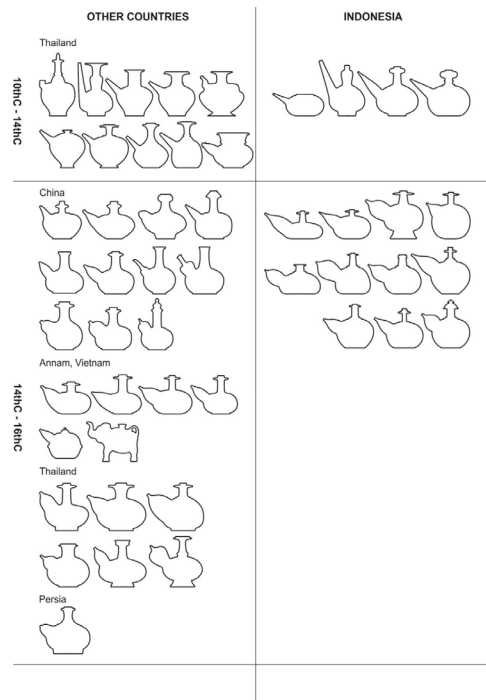 OTHER COUNTRIES
INDONESIA
Thailand
10thC - 14thC
China
Annam, Vietnam
14thC - 16thC
Thailand
Persia